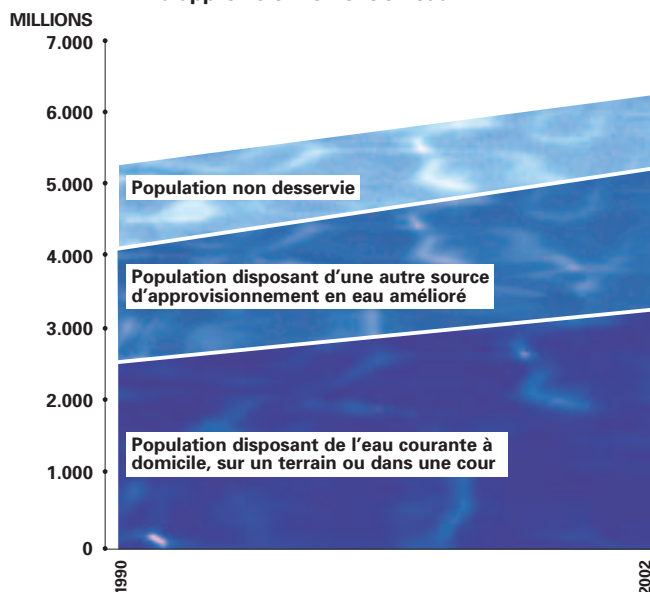 MILLIONS
7.000
6.000
5.000
4.000
3.000
2.000
1.000
0
Population non desservie
Population disposant d'une autre source
d'approvisionnement en eau amélioré
Population disposant de l'eau courante à
domicile, sur un terrain ou dans une cour
1990
2002